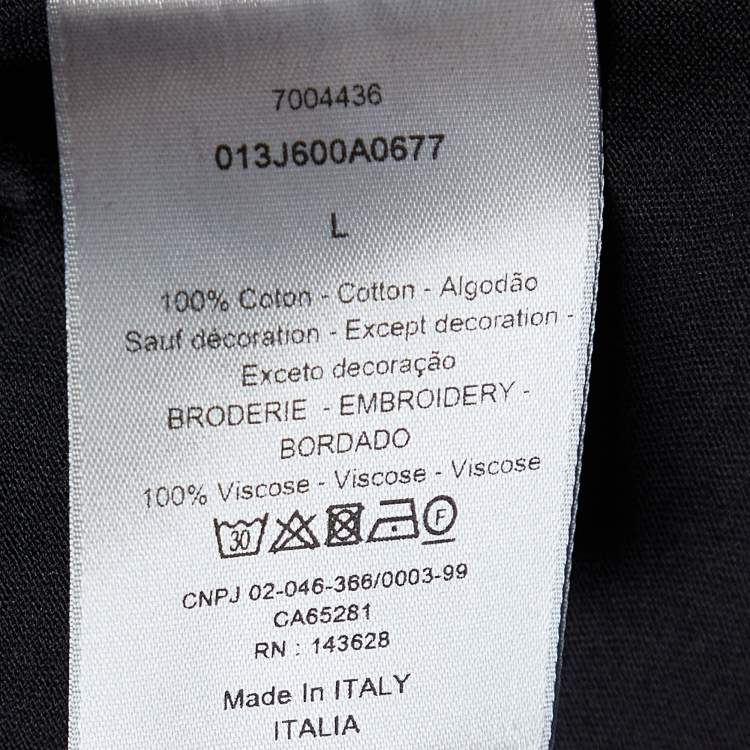 7004436
013J600A0677
L
100% Coton - Cotton - Algodão
Sauf décoration - Except decoration -
Exceto decoração
BRODERIE - EMBROIDERY -
BORDADO
100% Viscose - Viscose - Viscose
30 F
CNPJ 02-046-366/0003-99
CA65281
RN : 143628
Made In ITALY
ITALIA